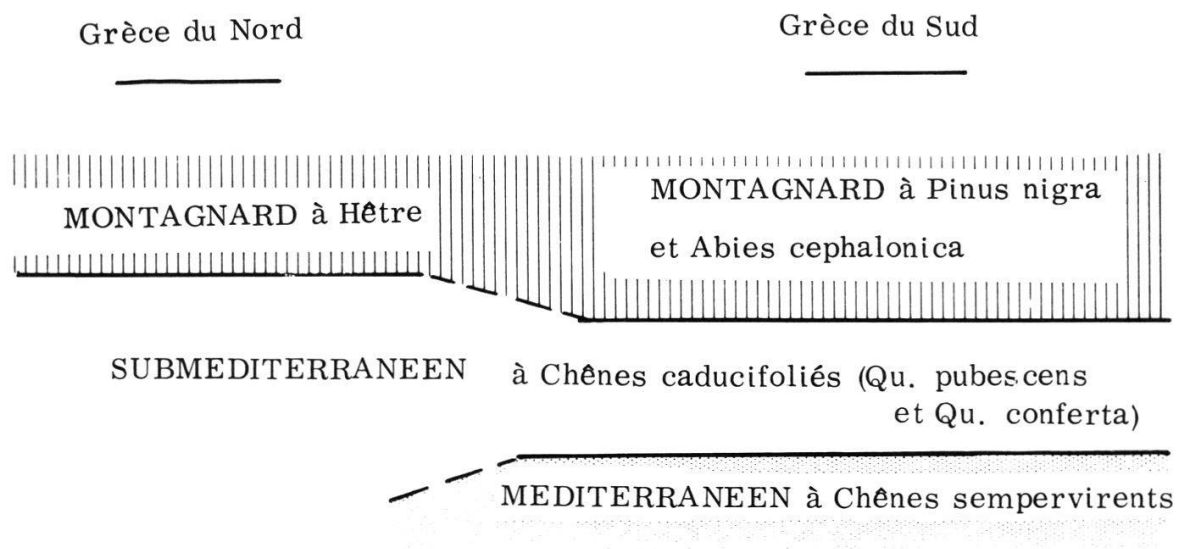 Grèce du Nord
Grèce du Sud
MONTAGNARD à Hêtre
MONTAGNARD à Pinus nigra
et Abies cephalonica
SUBMEDITERRANEEN à Chênes caducifoliés (Qu. pubescens
et Qu. conferta)
MEDITERRANEEN à Chênes sempervirents